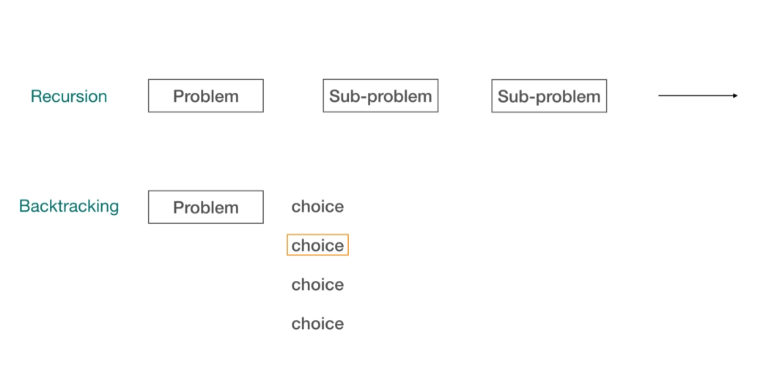 Recursion Problem Sub-problem Sub-problem
Backtracking Problem choice
choice
choice
choice